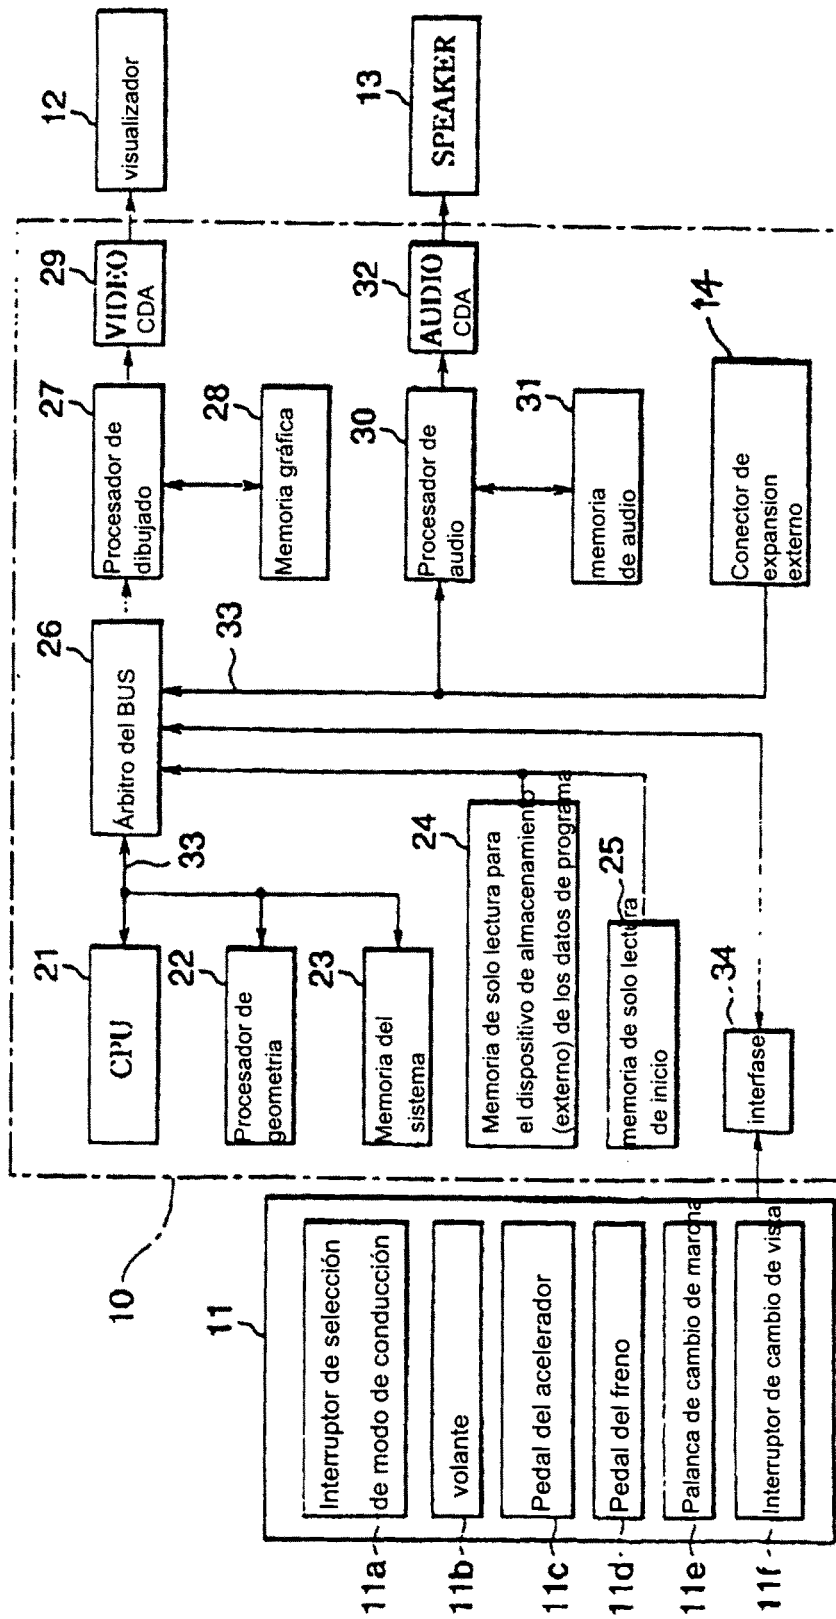 10
11
11a
Interruptor de selección
de modo de conducción
11b
volante
11c
Pedal del acelerador
11d
Pedal del freno
11e
Palanca de cambio de marcha
11f
Interruptor de cambio de vista
21
CPU
22
Procesador de
geometria
23
Memoria del
sistema
24
Memoria de solo lectura para
el dispositivo de almacenamiento
(externo) de los datos de programa
25
memoria de solo lectura
de inicio
34
interfase
33
26
Árbitro del BUS
33
27
Procesador de
dibujado
28
Memoria gráfica
30
Procesador de
audio
31
memoria
de audio
14
Conector de
expansion
externo
29
VIDEO
CDA
32
AUDIO
CDA
12
visualizador
13
SPEAKER